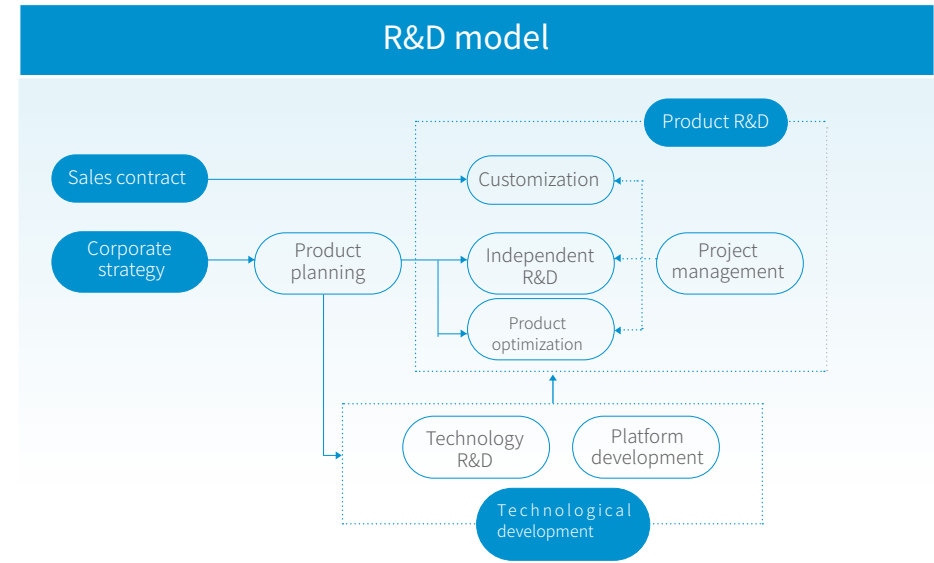 R&D model
Product R&D
Sales contract
Customization
Corporate
strategy
Product
planning
Independent
R&D
Project
management
Product
optimization
Technology
R&D
Platform
development
Technological
development